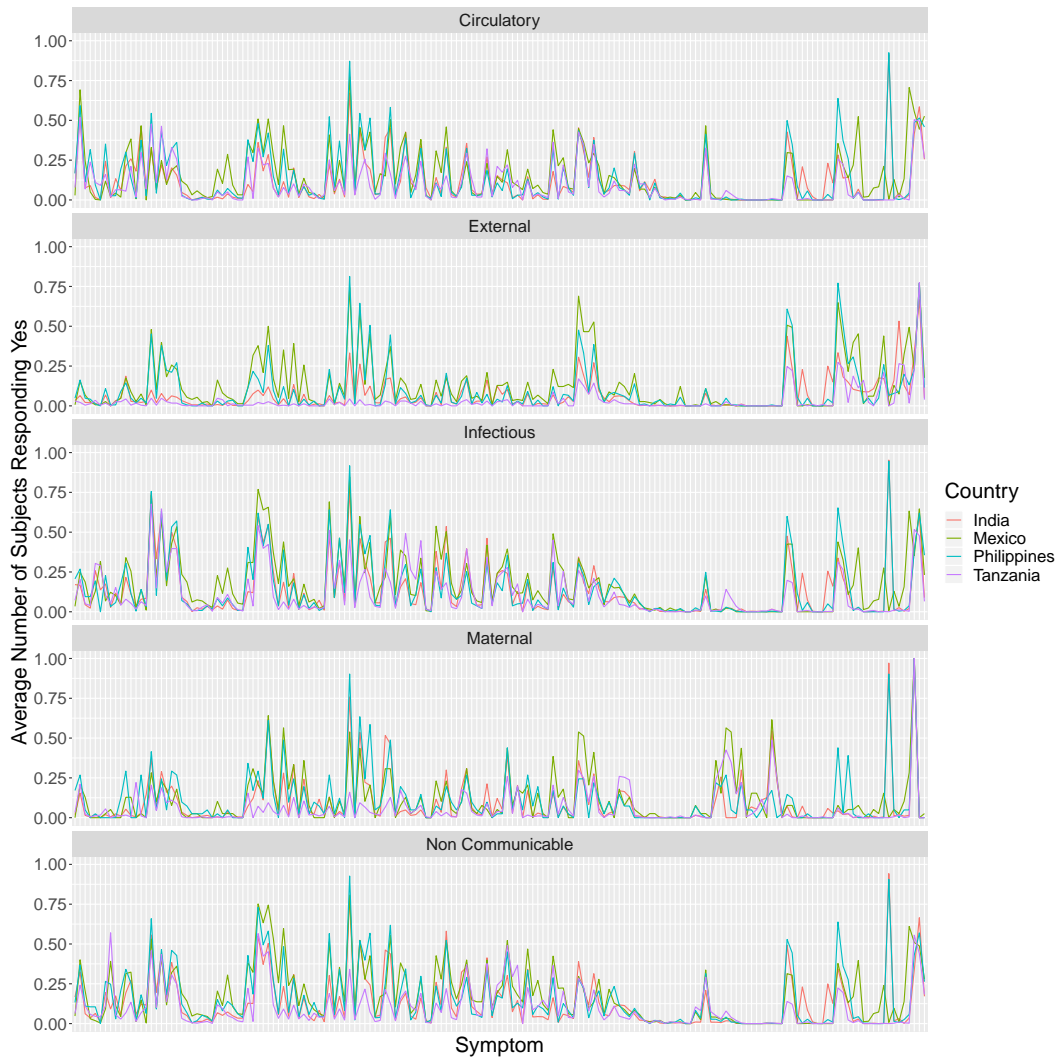 Circulatory
1.00
0.75
0.50
0.25
0.00
External
1.00
0.75
0.50
0.25
0.00
Infectious
1.00
0.75
0.50
0.25
0.00
Maternal
1.00
0.75
0.50
0.25
0.00
Non Communicable
1.00
0.75
0.50
0.25
0.00
Average Number of Subjects Responding Yes
Symptom
Country
India
Mexico
Philippines
Tanzania